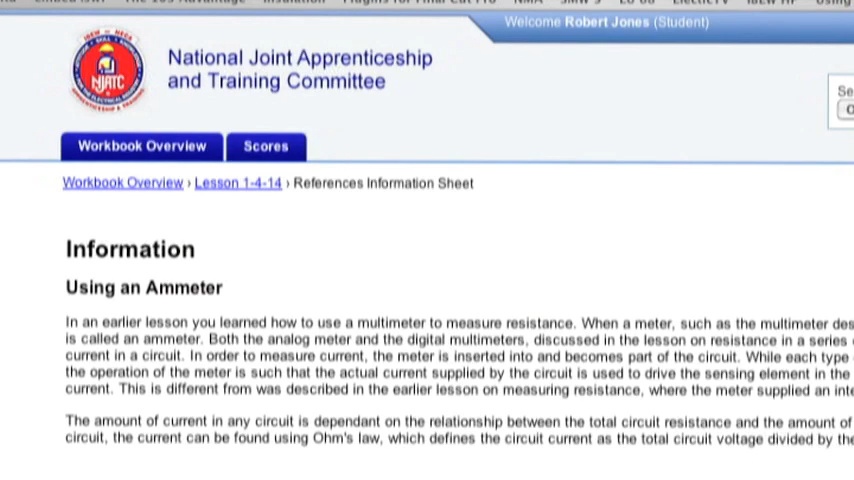 Welcome Robert Jones (Student)
NJATC
National Joint Apprenticeship
and Training Committee
Se
Workbook Overview
Scores
Workbook Overview › Lesson 1-4-14 › References Information Sheet
Information
Using an Ammeter
In an earlier lesson you learned how to use a multimeter to measure resistance. When a meter, such as the multimeter des
is called an ammeter. Both the analog meter and the digital multimeters, discussed in the lesson on resistance in a series
current in a circuit. In order to measure current, the meter is inserted into and becomes part of the circuit. While each type
the operation of the meter is such that the actual current supplied by the circuit is used to drive the sensing element in the
current. This is different from was described in the earlier lesson on measuring resistance, where the meter supplied an inte
The amount of current in any circuit is dependant on the relationship between the total circuit resistance and the amount of
circuit, the current can be found using Ohm's law, which defines the circuit current as the total circuit voltage divided by the